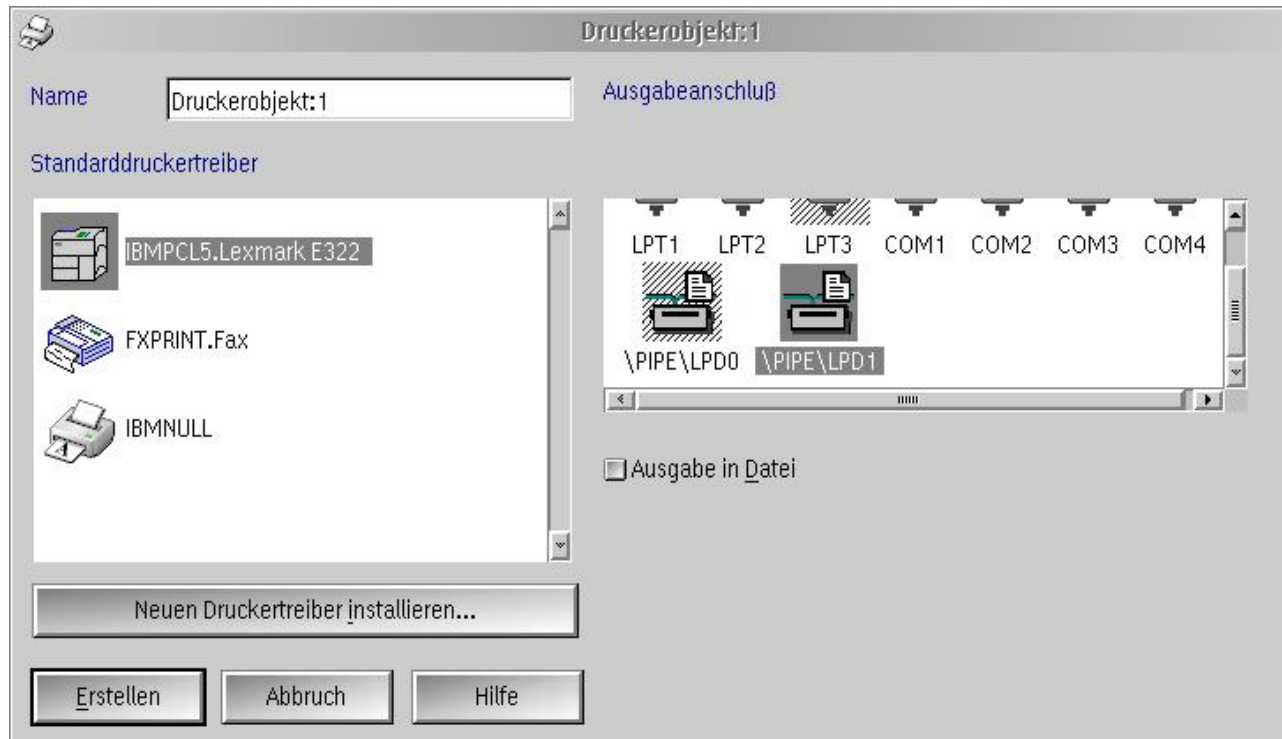 Druckerobjekt:1
Name
Druckerobjekt:1
Ausgabeanschluß
Standarddruckertreiber
IBMPCL5.Lexmark E322
FXPRINT.Fax
IBMNULL
LPT1 LPT2 LPT3 COM1 COM2 COM3 COM4
\PIPE\LPD0 \PIPE\LPD1
Ausgabe in Datei
Neuen Druckertreiber installieren...
Erstellen Abbruch Hilfe